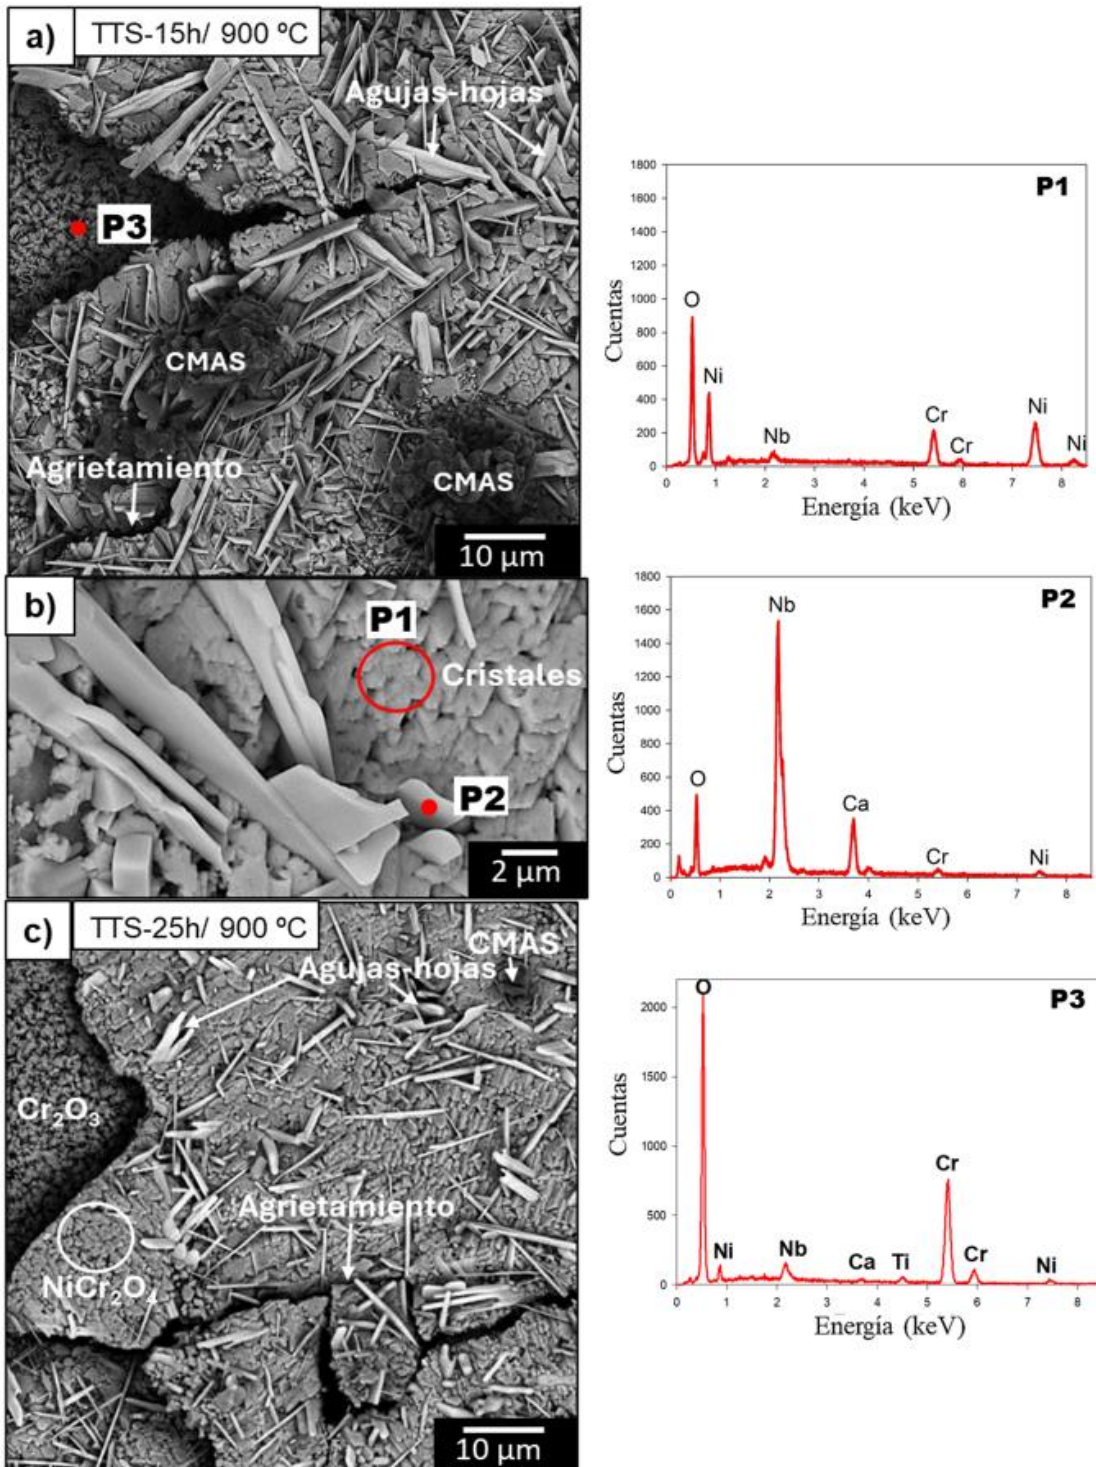 a) TTS-15h/ 900 ºC
Agujas-hojas
P3
CMAS
Agrietamiento
CMAS
10 µm
b)
P1
Cristales
P2
2 µm
c) TTS-25h/ 900 ºC
CMAS
Agujas-hojas
Cr₂O₃
Agrietamiento
NiCr₂O₄
10 µm
P1
Cuentas
1800
1600
1400
1200
1000
800
600
400
200
0
O
Ni
Nb
Cr
Cr
Ni
Ni
0 1 2 3 4 5 6 7 8
Energía (keV)
P2
Cuentas
1800
1600
1400
1200
1000
800
600
400
200
0
O
Nb
Ca
Cr
Ni
0 1 2 3 4 5 6 7 8
Energía (keV)
P3
Cuentas
2000
1500
1000
500
0
O
Ni
Nb
Ca
Ti
Cr
Cr
Ni
0 1 2 3 4 5 6 7 8
Energía (keV)